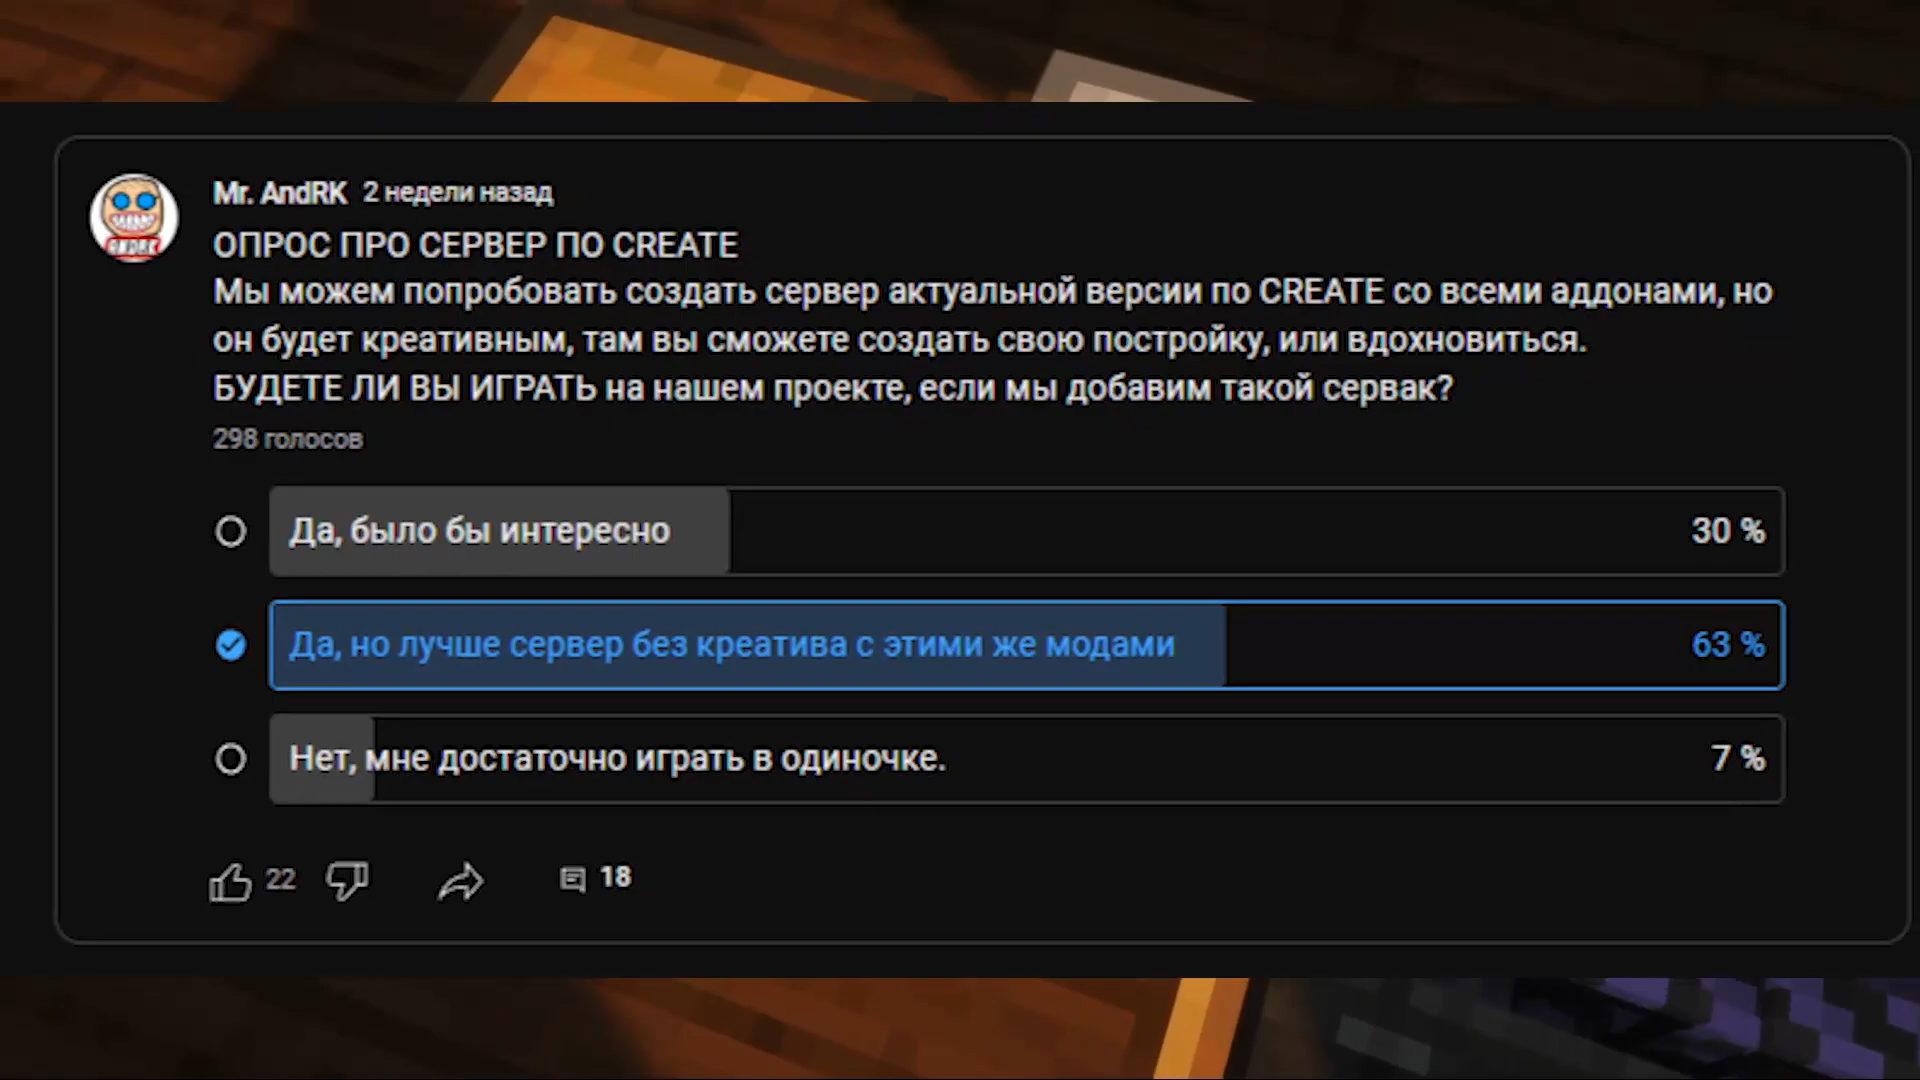 Mr. AndRK 2 недели назад
ОПРОС ПРО СЕРВЕР ПО CREATE
Мы можем попробовать создать сервер актуальной версии по CREATE со всеми аддонами, но
он будет креативным, там вы сможете создать свою постройку, или вдохновиться.
БУДЕТЕ ЛИ ВЫ ИГРАТЬ на нашем проекте, если мы добавим такой сервак?
298 голосов
Да, было бы интересно 30 %
Да, но лучше сервер без креатива с этими же модами 63 %
Нет, мне достаточно играть в одиночке. 7 %
22 18